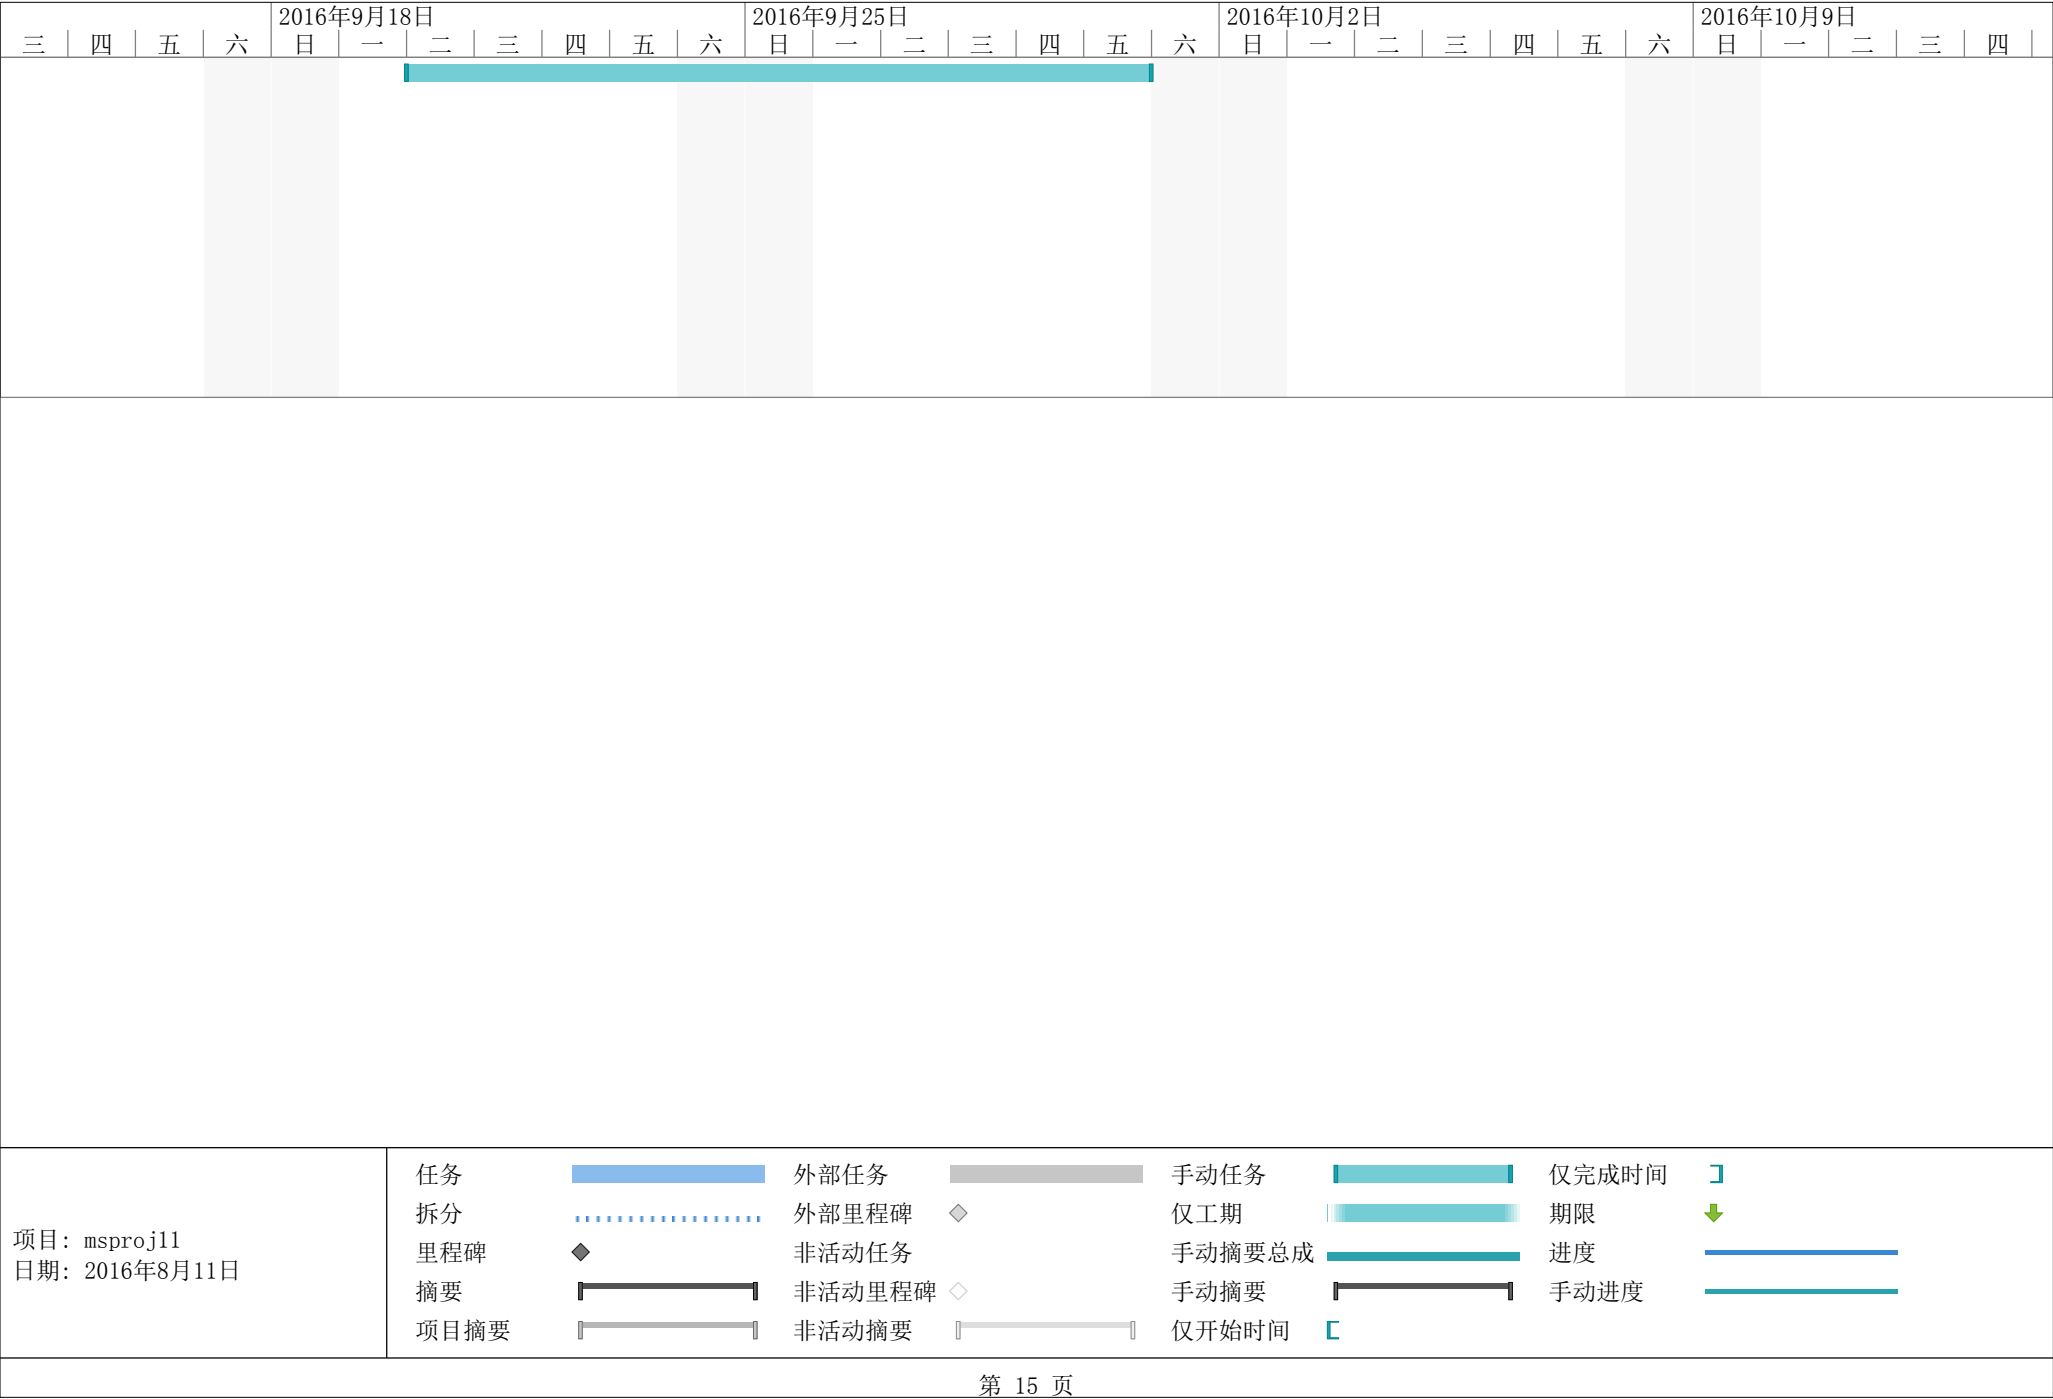 2016年9月18日 2016年9月25日 2016年10月2日 2016年10月9日
三 四 五 六 日 一 二 三 四 五 六 日 一 二 三 四 五 六 日 一 二 三 四 五 六 日 一 二 三 四
任务 外部任务 手动任务 仅完成时间
拆分 外部里程碑 仅工期 期限
里程碑 非活动任务 手动摘要总成 进度
摘要 非活动里程碑 手动摘要 手动进度
项目摘要 非活动摘要 仅开始时间
项目: msproj11
日期: 2016年8月11日
第 15 页